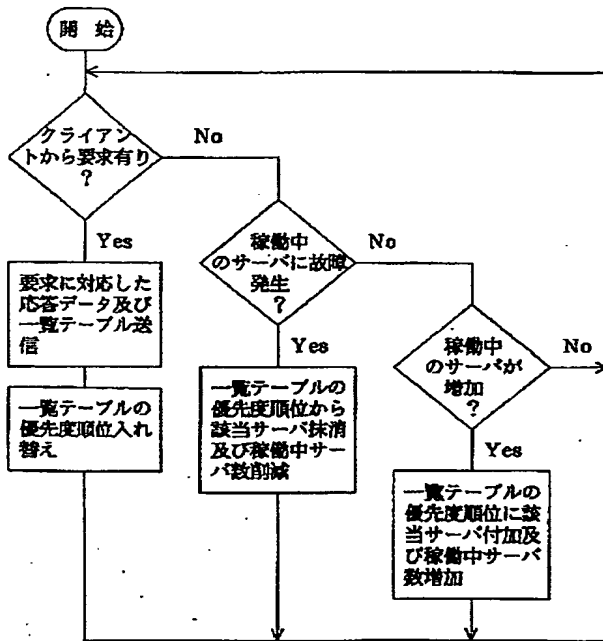 開 始
クライアン
トから要求有り
?
No
Yes
要求に対応した
応答データ及び
一覧テーブル送
信
一覧テーブルの
優先度順位入れ
替え
稼働中
のサーバに故障
発生
?
No
Yes
一覧テーブルの
優先度順位から
該当サーバ抹消
及び稼働中サー
バ数削減
稼働中
のサーバが
増加
?
No
Yes
一覧テーブルの
優先度順位に該
当サーバ付加及
び稼働中サーバ
数増加